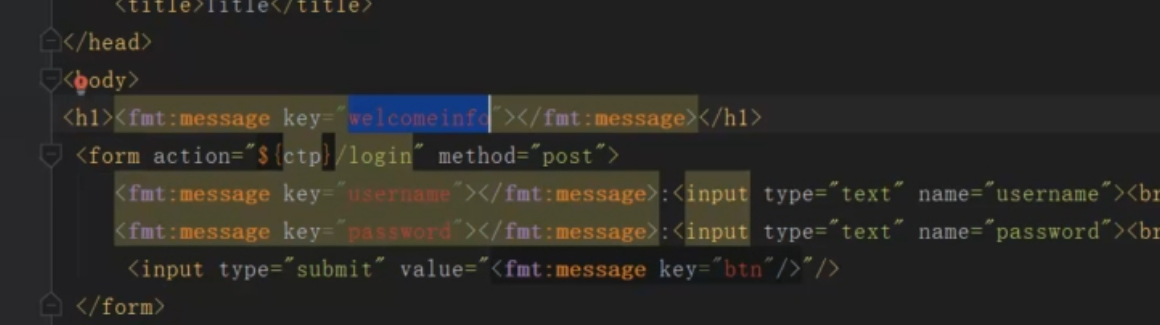 <title>Title</title>
</head>
<body>
<h1><fmt:message key="welcomeinfo"></fmt:message></h1>
<form action="${ctp}/login" method="post">
<fmt:message key="username"></fmt:message>:<input type="text" name="username"><br
<fmt:message key="password"></fmt:message>:<input type="text" name="password"><br
<input type="submit" value="<fmt:message key="btn"/>"/>
</form>